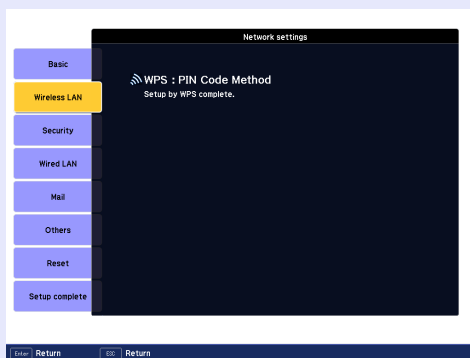 Network settings
Basic
Wireless LAN
Security
Wired LAN
Mail
Others
Reset
Setup complete
WPS : PIN Code Method
Setup by WPS complete.
Enter Return
ESC Return